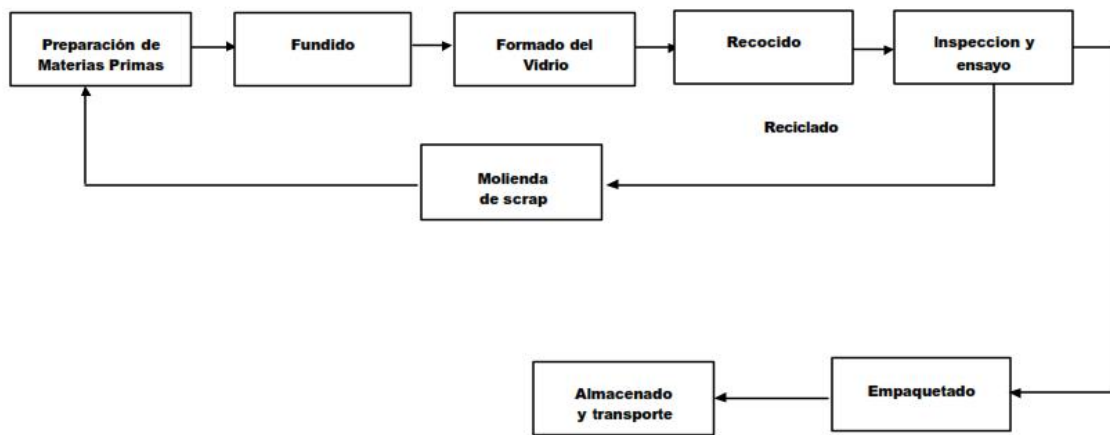 Preparación de
Materias Primas
Fundido
Formado del
Vidrio
Recocido
Inspeccion y
ensayo
Reciclado
Molienda
de scrap
Almacenado
y transporte
Empaquetado